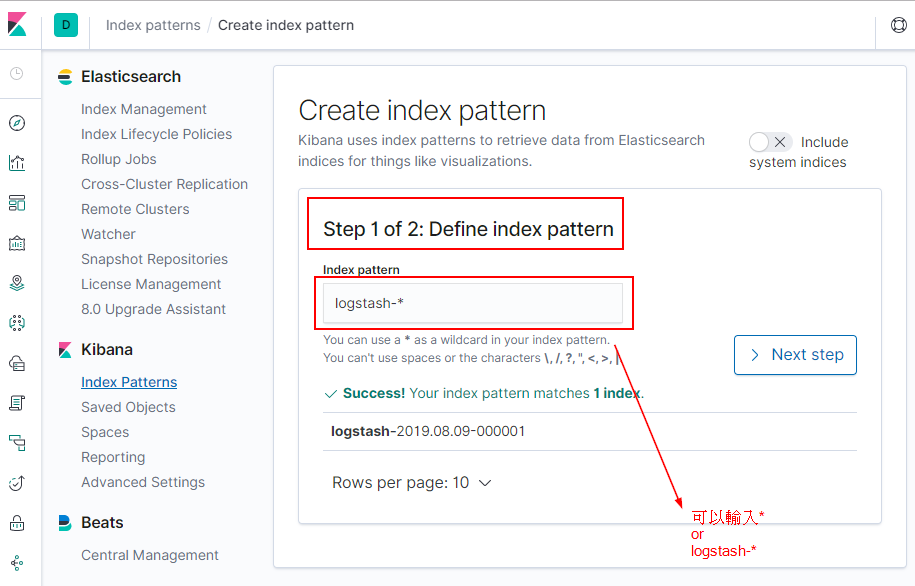 D
Index patterns / Create index pattern
Elasticsearch
Index Management
Index Lifecycle Policies
Rollup Jobs
Cross-Cluster Replication
Remote Clusters
Watcher
Snapshot Repositories
License Management
8.0 Upgrade Assistant
Kibana
Index Patterns
Saved Objects
Spaces
Reporting
Advanced Settings
Beats
Central Management
Create index pattern
Kibana uses index patterns to retrieve data from Elasticsearch
indices for things like visualizations.
Include
system indices
Step 1 of 2: Define index pattern
Index pattern
logstash-*
You can use a * as a wildcard in your index pattern.
You can't use spaces or the characters \, /, ?, ", <, >, |.
Next step
Success! Your index pattern matches 1 index.
logstash-2019.08.09-000001
Rows per page: 10
可以輸入*
or
logstash-*